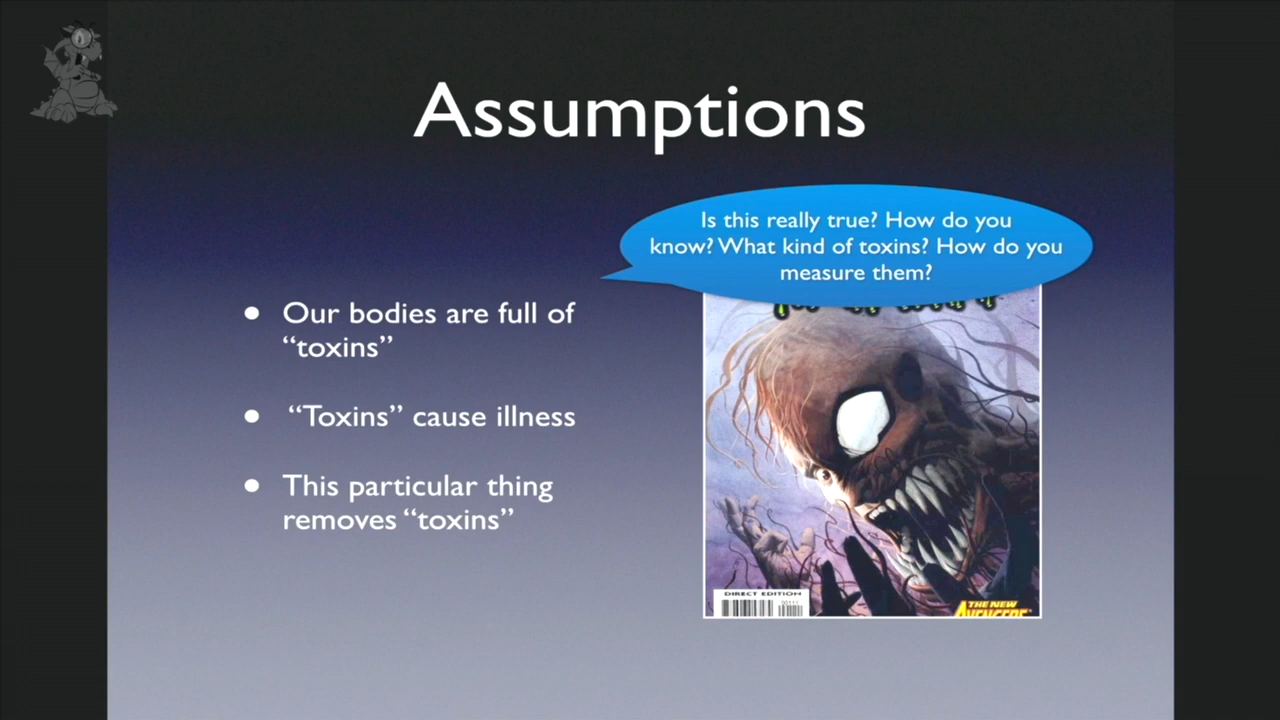 Assumptions
Is this really true? How do you
know? What kind of toxins? How do you
measure them?
• Our bodies are full of
“toxins”
• “Toxins” cause illness
• This particular thing
removes “toxins”
DIRECT EDITION
THE NEW
AVENGERS